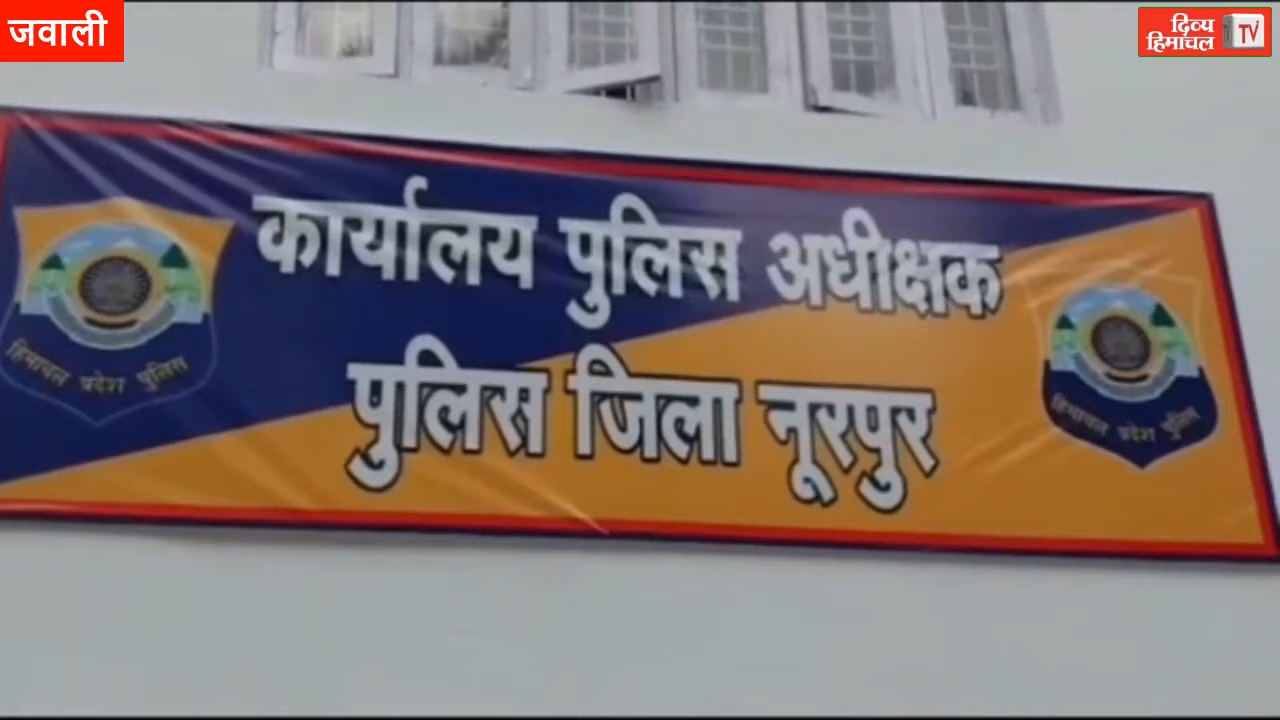 जवाली
दिव्य
हिमाचल
TV
कार्यालय पुलिस अधीक्षक
पुलिस जिला नूरपुर
हिमाचल प्रदेश पुलिस
हिमाचल प्रदेश पुलिस